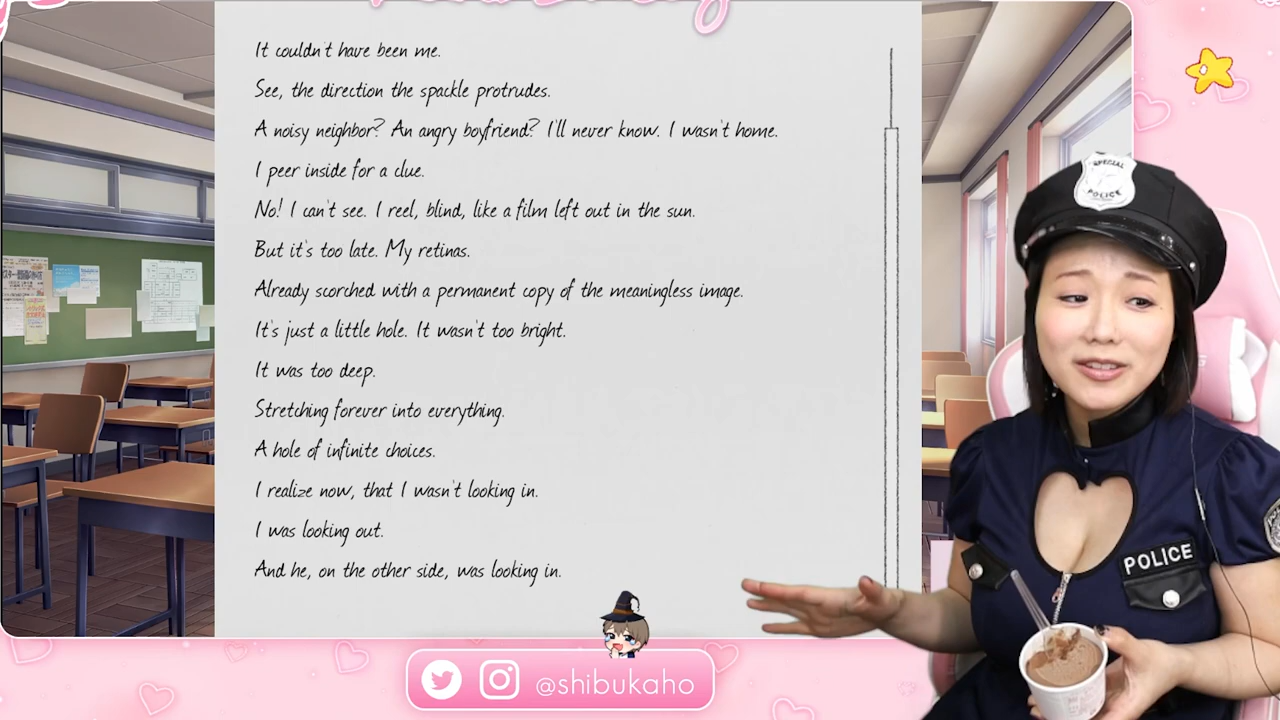 It couldn't have been me.
See, the direction the spackle protrudes.
A noisy neighbor? An angry boyfriend? I'll never know. I wasn't home.
I peer inside for a clue.
No! I can't see. I reel, blind, like a film left out in the sun.
But it's too late. My retinas.
Already scorched with a permanent copy of the meaningless image.
It's just a little hole. It wasn't too bright.
It was too deep.
Stretching forever into everything.
A hole of infinite choices.
I realize now, that I wasn't looking in.
I was looking out.
And he, on the other side, was looking in.
SPECIAL
POLICE
POLICE
@shibukaho